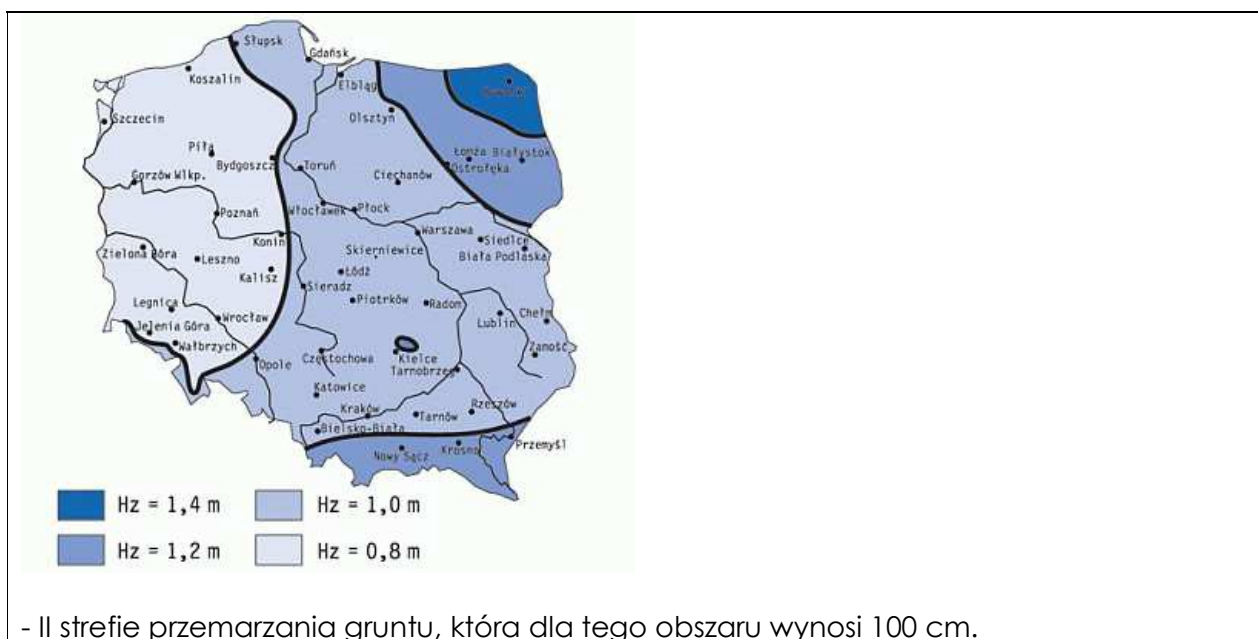 Słupsk
Gdańsk
Koszalin
Elbląg
Suwałki
Szczecin
Olsztyn
Piła
Bydgoszcz
Toruń
Łomża Białystok
Ostrołęka
Ciechanów
Gorzów Wlkp.
Poznań
Włocławek
Płock
Warszawa
Konin
Siedlce
Zielona Góra
Leszno
Skierniewice
Biała Podlaska
Kalisz
Łódź
Sieradz
Legnica
Piotrków
Radom
Chełm
Wrocław
Lublin
Jelenia Góra
Wałbrzych
Zamość
Opole
Częstochowa
Kielce
Tarnobrzeg
Katowice
Kraków
Tarnów
Rzeszów
Bielsko-Biała
Przemyśl
Nowy Sącz
Krosno
Hz = 1,4 m
Hz = 1,0 m
Hz = 1,2 m
Hz = 0,8 m
- II strefie przemarzania gruntu, która dla tego obszaru wynosi 100 cm.